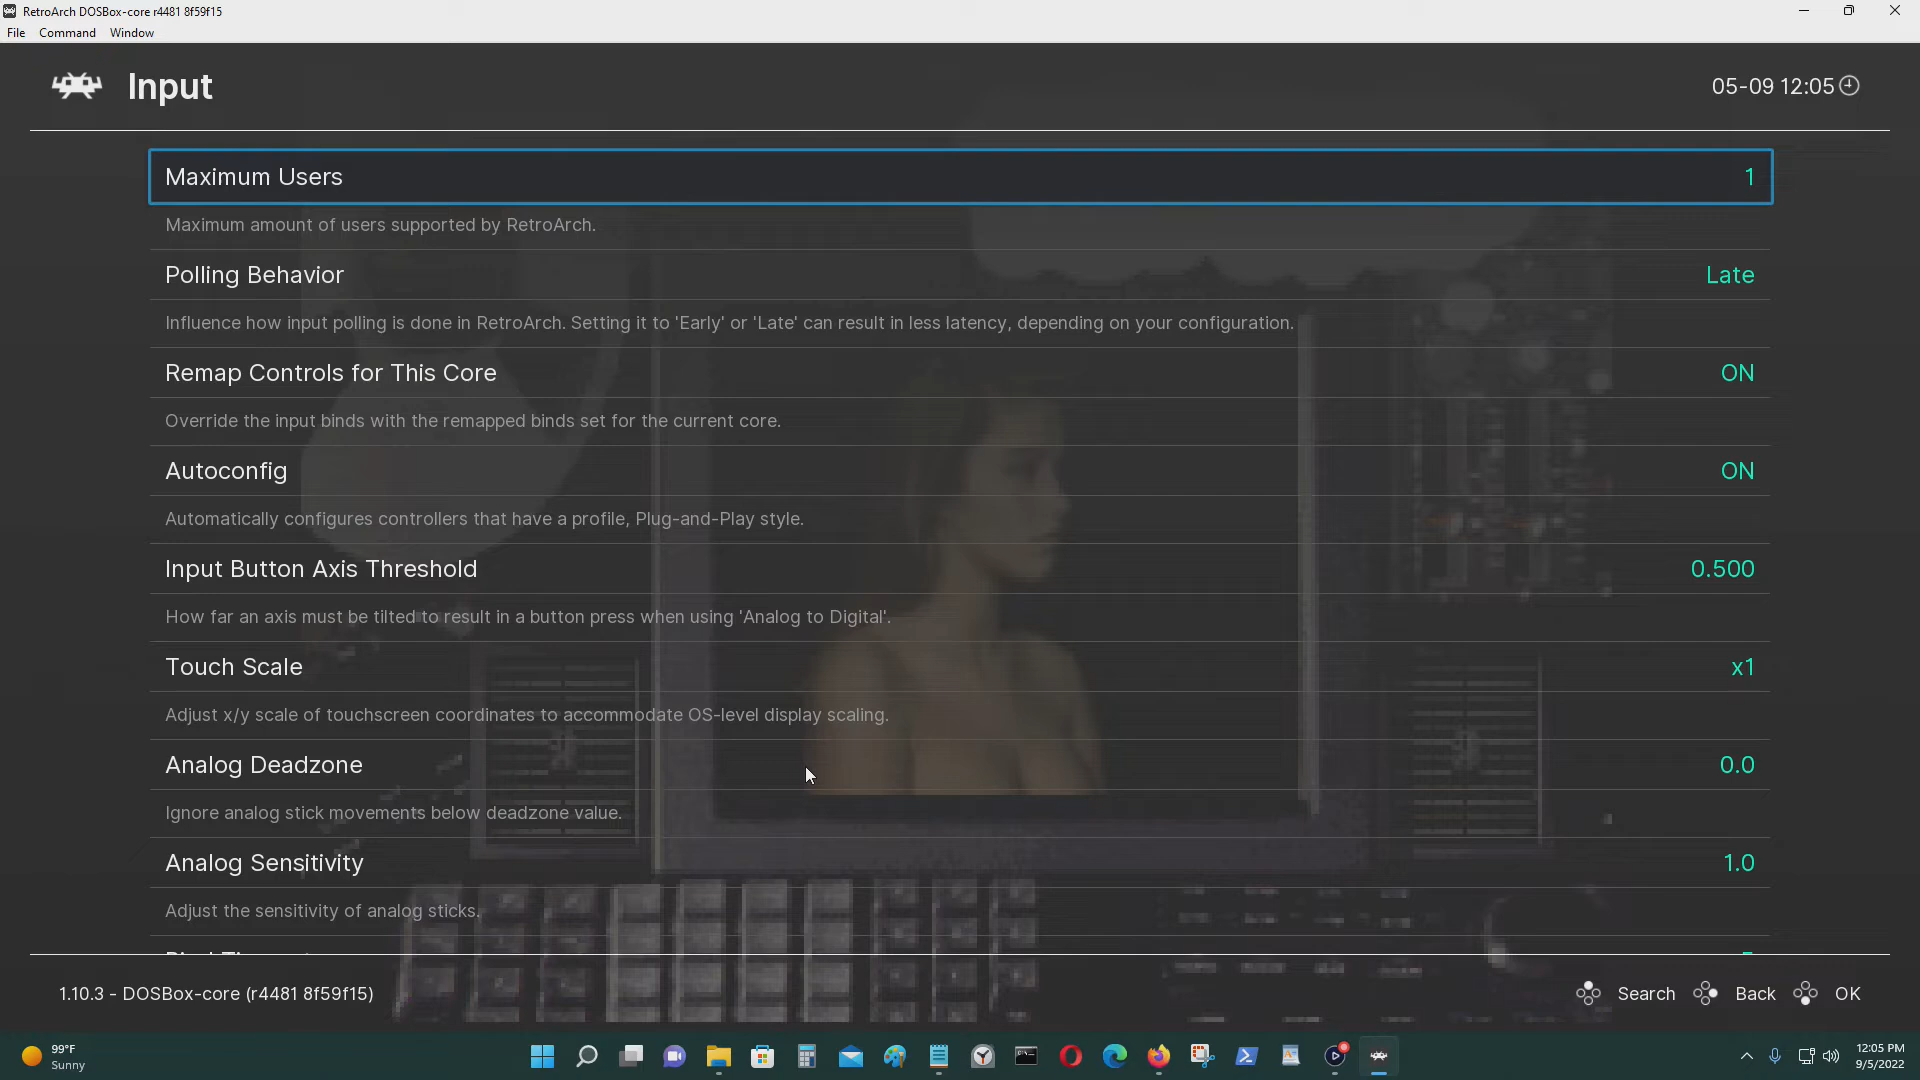 RetroArch DOSBox-core r4481 8f59f15
File Command Window
Input
05-09 12:05
Maximum Users 1
Maximum amount of users supported by RetroArch.
Polling Behavior Late
Influence how input polling is done in RetroArch. Setting it to 'Early' or 'Late' can result in less latency, depending on your configuration.
Remap Controls for This Core ON
Override the input binds with the remapped binds set for the current core.
Autoconfig ON
Automatically configures controllers that have a profile, Plug-and-Play style.
Input Button Axis Threshold 0.500
How far an axis must be tilted to result in a button press when using 'Analog to Digital'.
Touch Scale x1
Adjust x/y scale of touchscreen coordinates to accommodate OS-level display scaling.
Analog Deadzone 0.0
Ignore analog stick movements below deadzone value.
Analog Sensitivity 1.0
Adjust the sensitivity of analog sticks.
1.10.3 - DOSBox-core (r4481 8f59f15)
Search Back OK
99°F
Sunny
12:05 PM
9/5/2022